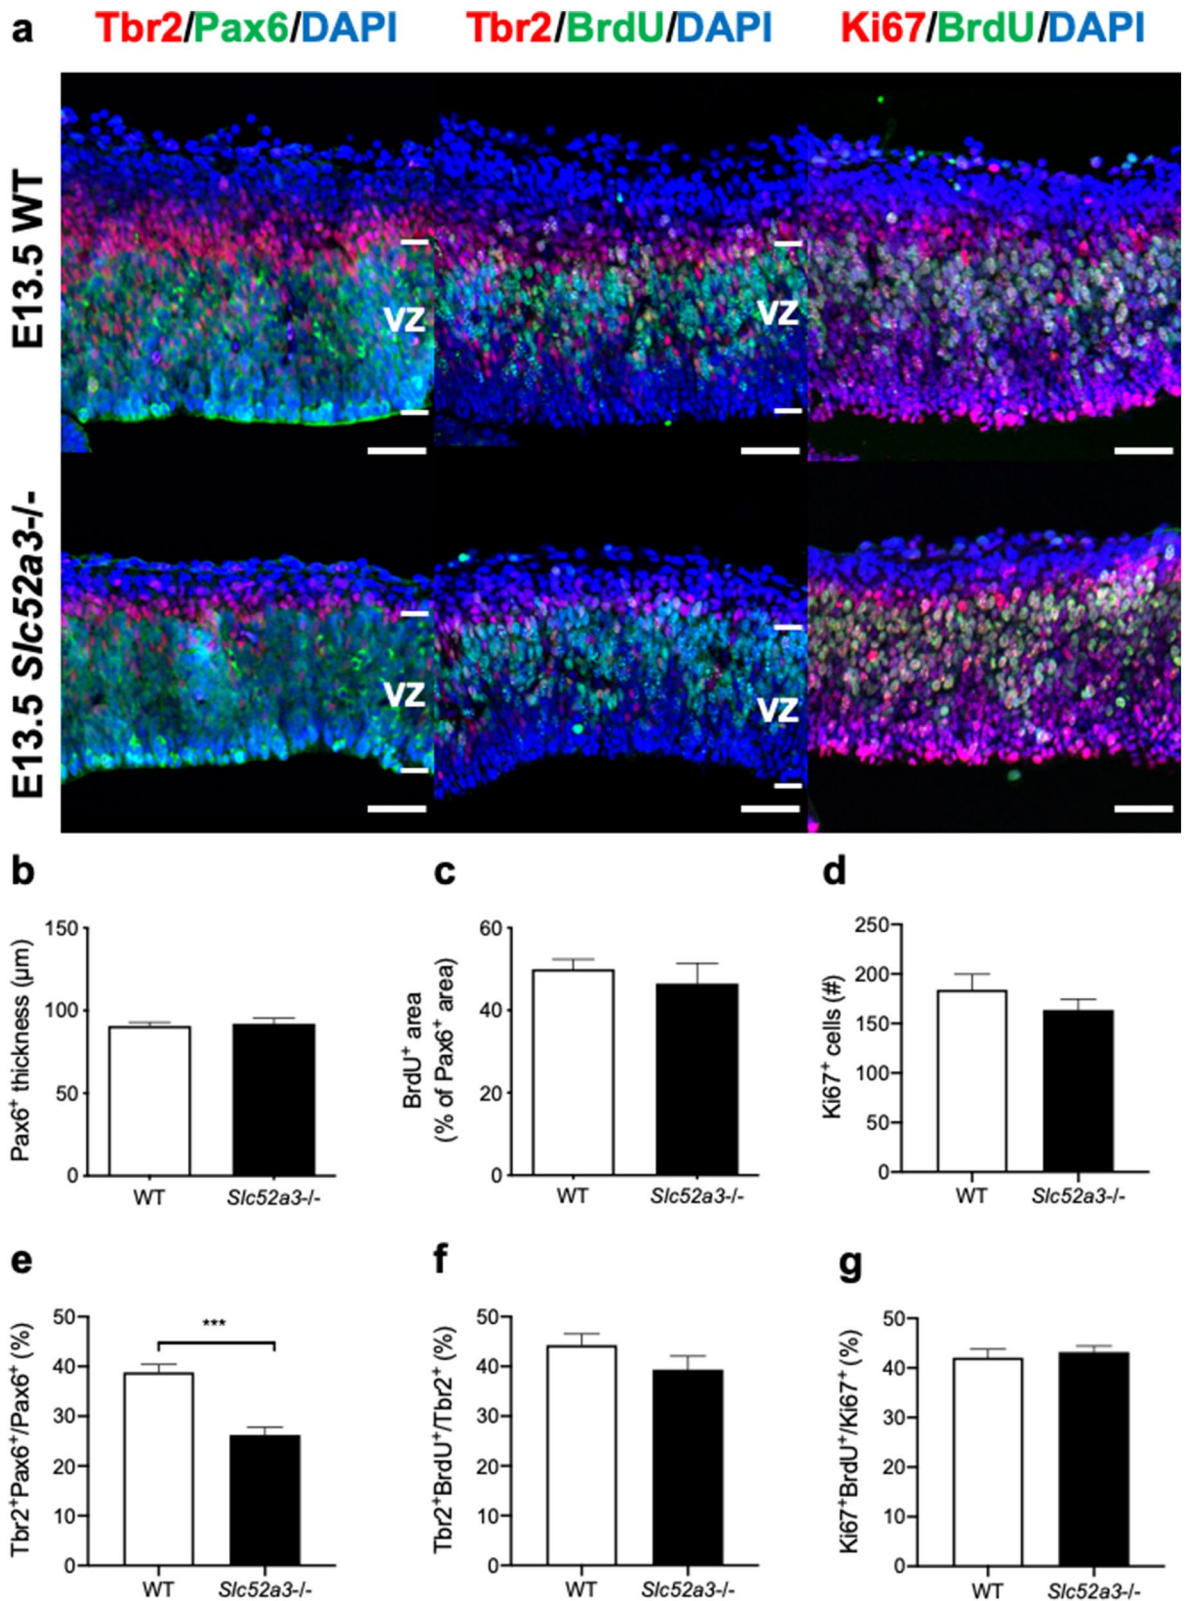 a
Tbr2/Pax6/DAPI
Tbr2/BrdU/DAPI
Ki67/BrdU/DAPI
E13.5 WT
VZ
VZ
E13.5 Slc52a3-/-
VZ
VZ
b
Pax6⁺ thickness (μm)
150
100
50
0
WT
Slc52a3-/-
c
BrdU⁺ area
(% of Pax6⁺ area)
60
40
20
0
WT
Slc52a3-/-
d
Ki67⁺ cells (#)
250
200
150
100
50
0
WT
Slc52a3-/-
e
Tbr2⁺Pax6⁺/Pax6⁺ (%)
50
40
30
20
10
0
***
WT
Slc52a3-/-
f
Tbr2⁺BrdU⁺/Tbr2⁺ (%)
50
40
30
20
10
0
WT
Slc52a3-/-
g
Ki67⁺BrdU⁺/Ki67⁺ (%)
50
40
30
20
10
0
WT
Slc52a3-/-